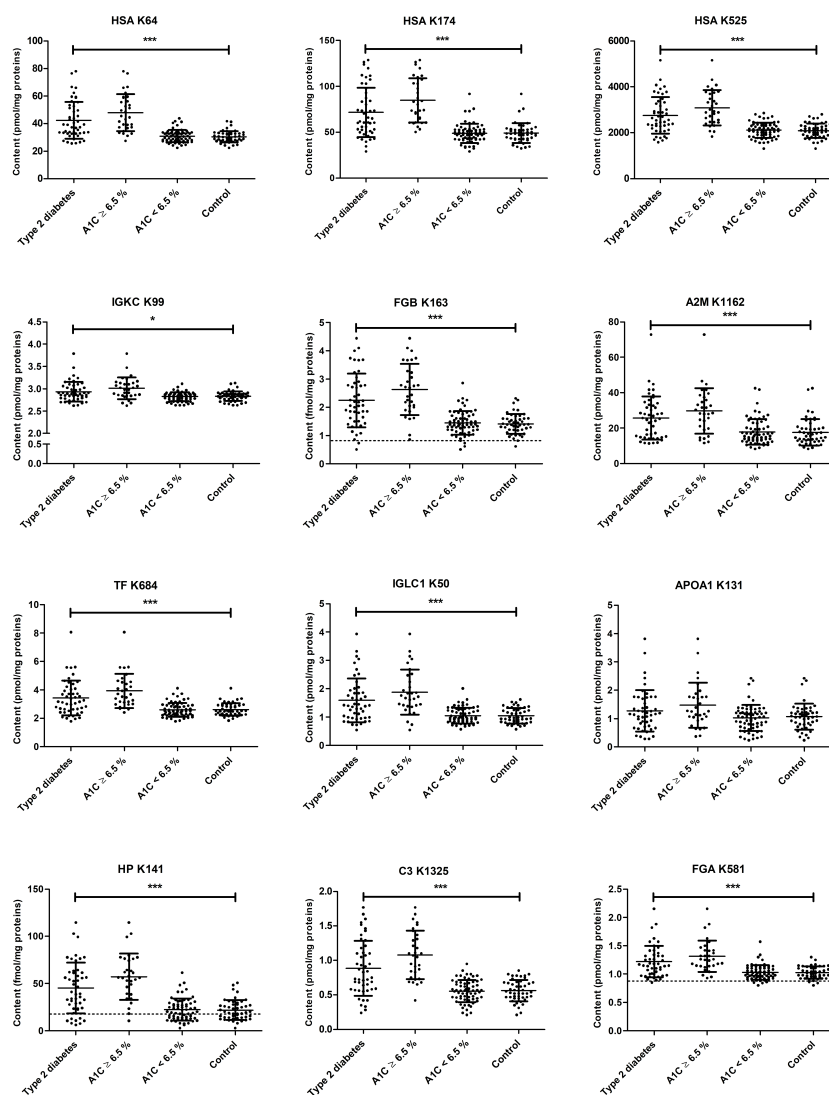 HSA K64
***
Content (pmol/mg proteins)
100
80
60
40
20
0
Type 2 diabetes
A1C ≥ 6.5 %
A1C < 6.5 %
Control
HSA K174
***
Content (pmol/mg proteins)
150
100
50
0
Type 2 diabetes
A1C ≥ 6.5 %
A1C < 6.5 %
Control
HSA K525
***
Content (pmol/mg proteins)
6000
4000
2000
0
Type 2 diabetes
A1C ≥ 6.5 %
A1C < 6.5 %
Control
IGKC K99
*
Content (pmol/mg proteins)
4.5
4.0
3.5
3.0
2.5
2.0
0.5
0.0
Type 2 diabetes
A1C ≥ 6.5 %
A1C < 6.5 %
Control
FGB K163
***
Content (fmol/mg proteins)
5
4
3
2
1
0
Type 2 diabetes
A1C ≥ 6.5 %
A1C < 6.5 %
Control
A2M K1162
***
Content (pmol/mg proteins)
80
60
40
20
0
Type 2 diabetes
A1C ≥ 6.5 %
A1C < 6.5 %
Control
TF K684
***
Content (pmol/mg proteins)
10
8
6
4
2
0
Type 2 diabetes
A1C ≥ 6.5 %
A1C < 6.5 %
Control
IGLC1 K50
***
Content (pmol/mg proteins)
5
4
3
2
1
0
Type 2 diabetes
A1C ≥ 6.5 %
A1C < 6.5 %
Control
APOA1 K131
Content (pmol/mg proteins)
5
4
3
2
1
0
Type 2 diabetes
A1C ≥ 6.5 %
A1C < 6.5 %
Control
HP K141
***
Content (fmol/mg proteins)
150
100
50
0
Type 2 diabetes
A1C ≥ 6.5 %
A1C < 6.5 %
Control
C3 K1325
***
Content (pmol/mg proteins)
2.0
1.5
1.0
0.5
0.0
Type 2 diabetes
A1C ≥ 6.5 %
A1C < 6.5 %
Control
FGA K581
***
Content (pmol/mg proteins)
2.5
2.0
1.5
1.0
0.5
0.0
Type 2 diabetes
A1C ≥ 6.5 %
A1C < 6.5 %
Control